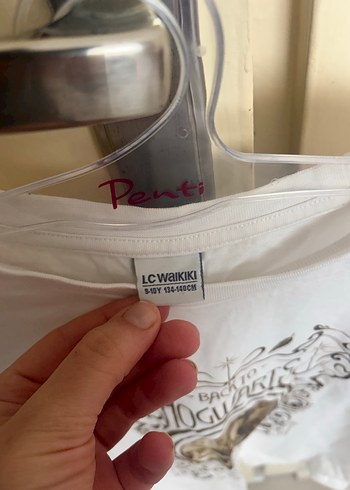 Penti
LC WAIKIKI
9-10Y 134-140CM
BACK TO
HOGWARTS